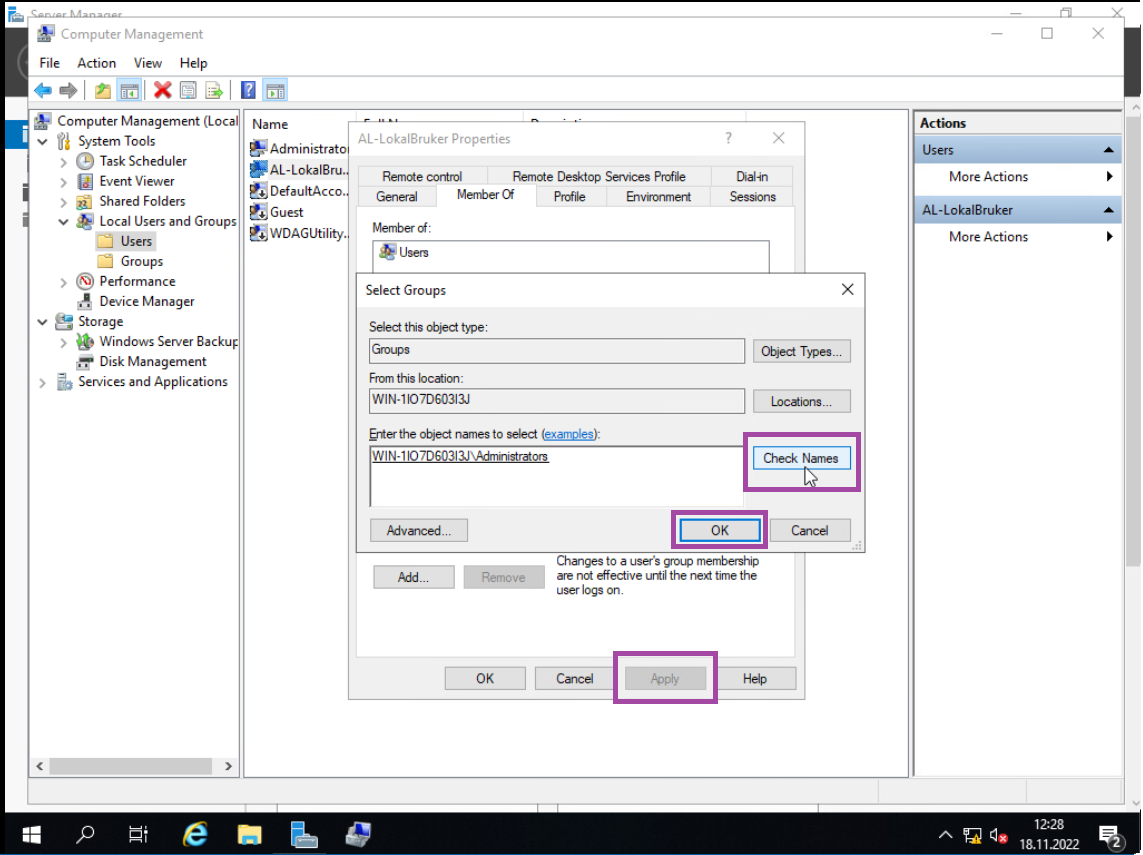 Server Manager
Computer Management
File Action View Help
Computer Management (Local
System Tools
Task Scheduler
Event Viewer
Shared Folders
Local Users and Groups
Users
Groups
Performance
Device Manager
Storage
Windows Server Backup
Disk Management
Services and Applications
Name
Administrator
AL-LokalBru...
DefaultAcco...
Guest
WDAGUtility...
AL-LokalBruker Properties
Remote control Remote Desktop Services Profile Dial-in
General Member Of Profile Environment Sessions
Member of:
Users
Select Groups
Select this object type:
Groups
Object Types...
From this location:
Locations...
Enter the object names to select (examples):
Check Names
Advanced... OK Cancel
Add... Remove
Changes to a user's group membership
are not effective until the next time the
user logs on.
OK Cancel Apply Help
Actions
Users
More Actions
AL-LokalBruker
More Actions
12:28
18.11.2022
2